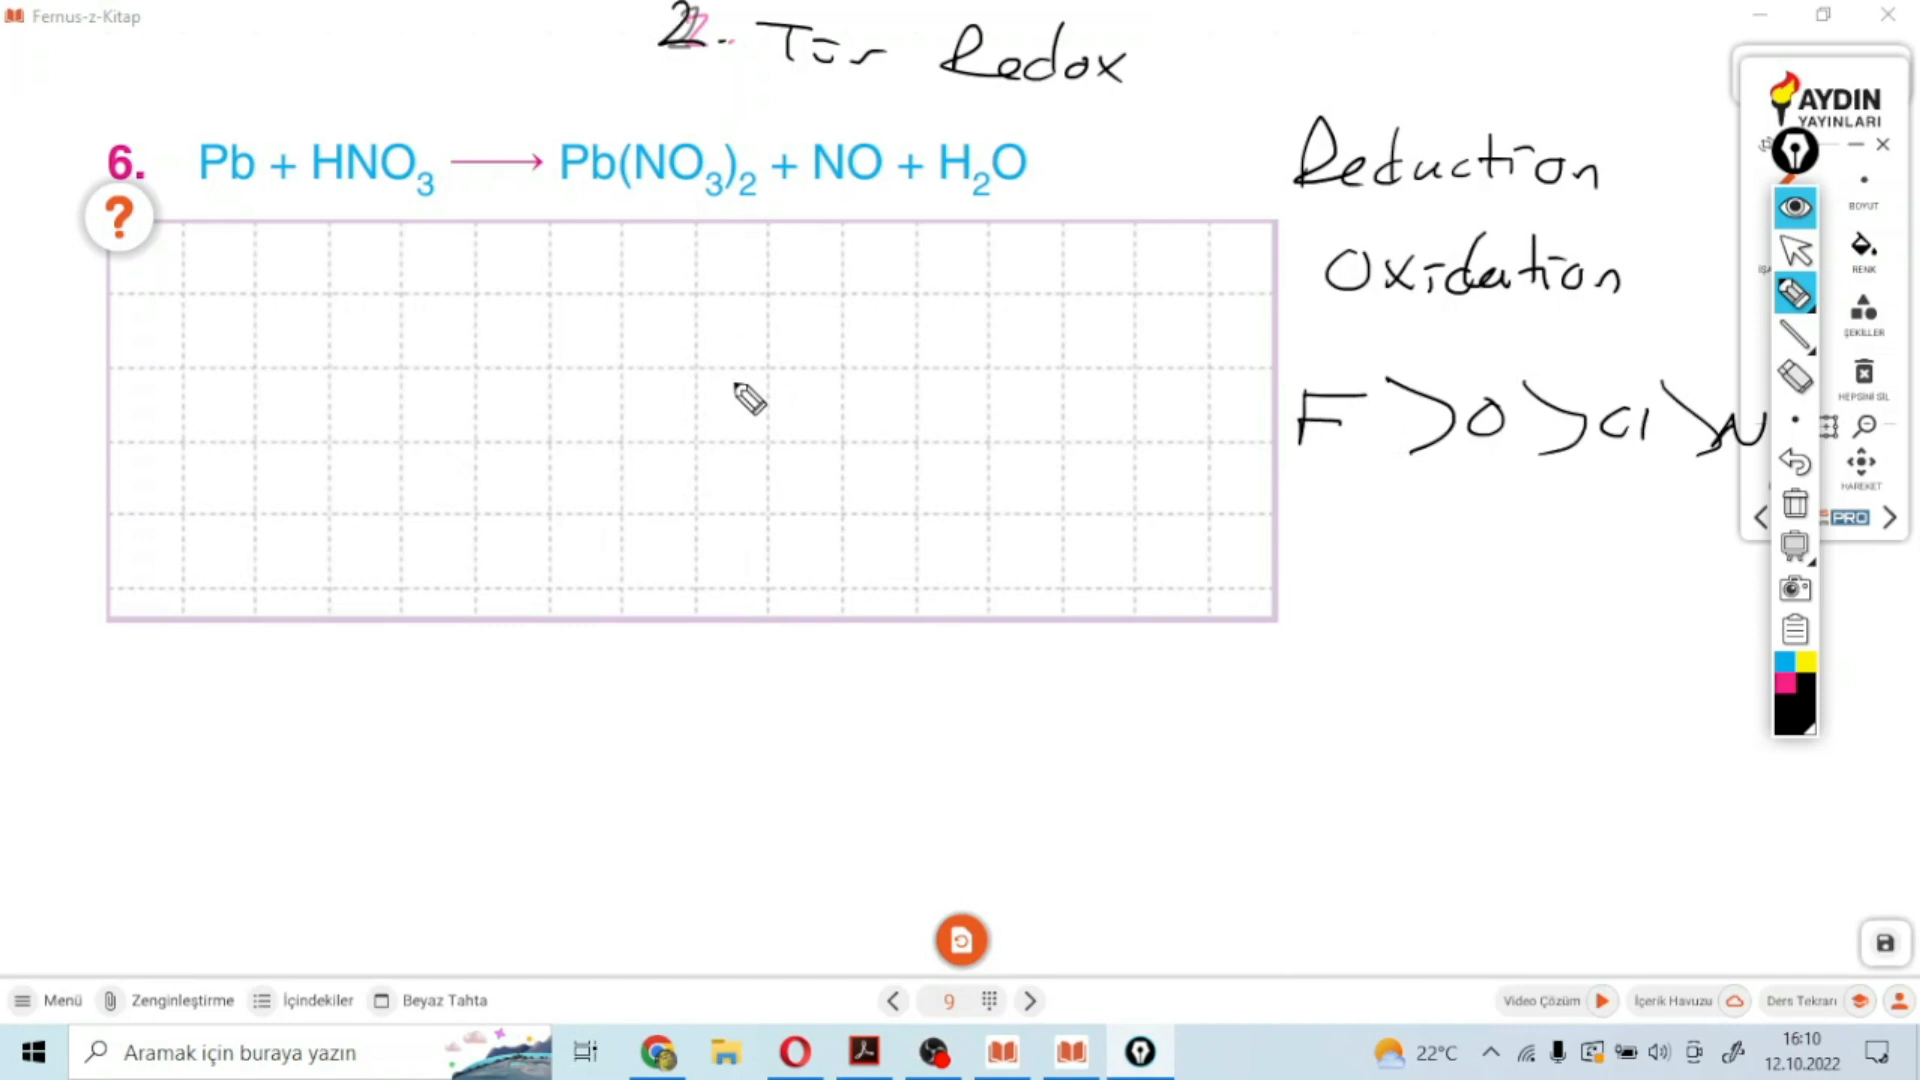 Fernus-z-Kitap
2. Tür Redox
6. Pb + HNO₃ ⟶ Pb(NO₃)₂ + NO + H₂O
?
Reduction
Oxidation
F > O > Cl > N
AYDIN
YAYINLARI
BOYUT
RENK
ŞEKİLLER
HEPSİNİ SİL
HAREKET
PRO
Menü
Zenginleştirme
İçindekiler
Beyaz Tahta
9
Video Çözüm
İçerik Havuzu
Ders Tekrarı
Aramak için buraya yazın
22°C
16:10
12.10.2022